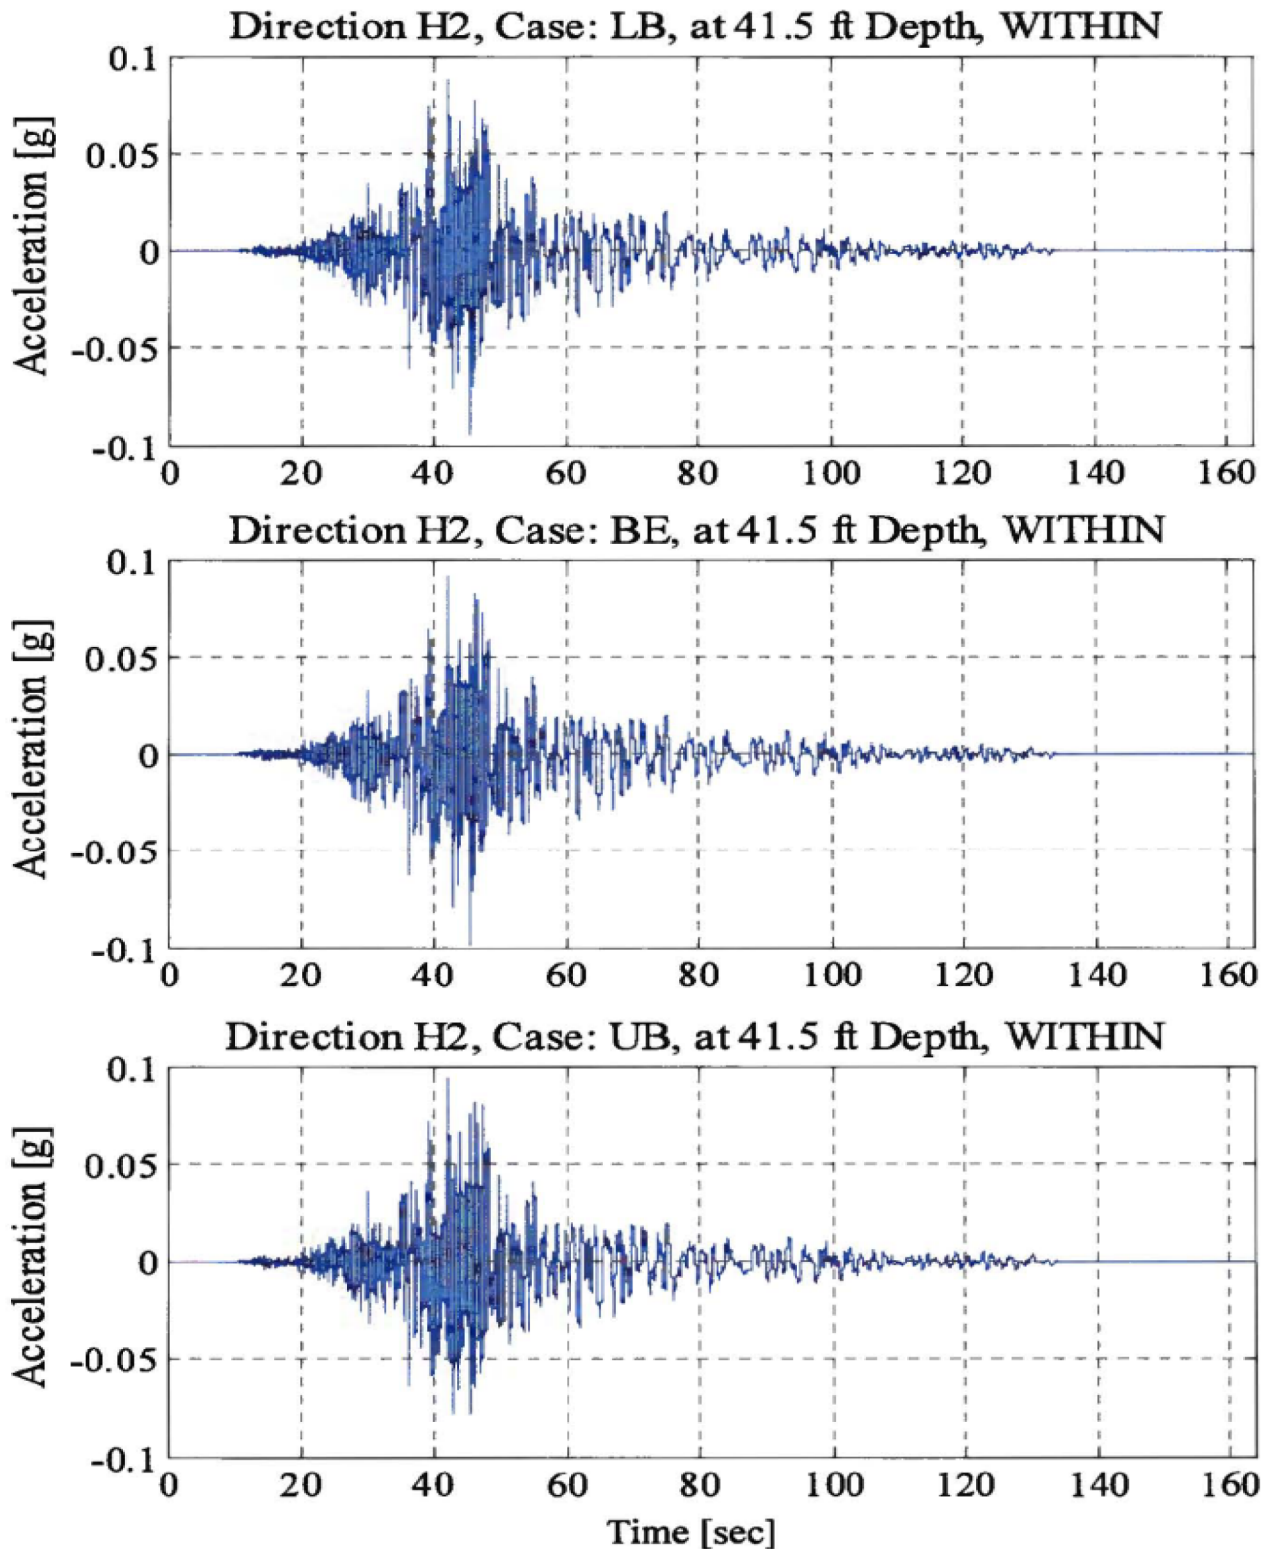 Direction H2, Case: LB, at 41.5 ft Depth, WITHIN
Acceleration [g]
0.1
0.05
0
-0.05
-0.1
0 20 40 60 80 100 120 140 160
Direction H2, Case: BE, at 41.5 ft Depth, WITHIN
Acceleration [g]
0.1
0.05
0
-0.05
-0.1
0 20 40 60 80 100 120 140 160
Direction H2, Case: UB, at 41.5 ft Depth, WITHIN
Acceleration [g]
0.1
0.05
0
-0.05
-0.1
0 20 40 60 80 100 120 140 160
Time [sec]